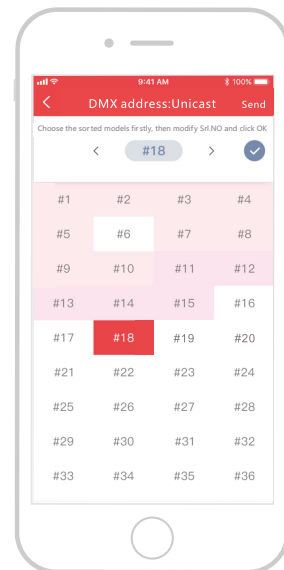 9:41 AM 100%
DMX address:Unicast Send
Choose the sorted models firstly, then modify Srl.NO and click OK
#18
#1 #2 #3 #4
#5 #6 #7 #8
#9 #10 #11 #12
#13 #14 #15 #16
#17 #18 #19 #20
#21 #22 #23 #24
#25 #26 #27 #28
#29 #30 #31 #32
#33 #34 #35 #36